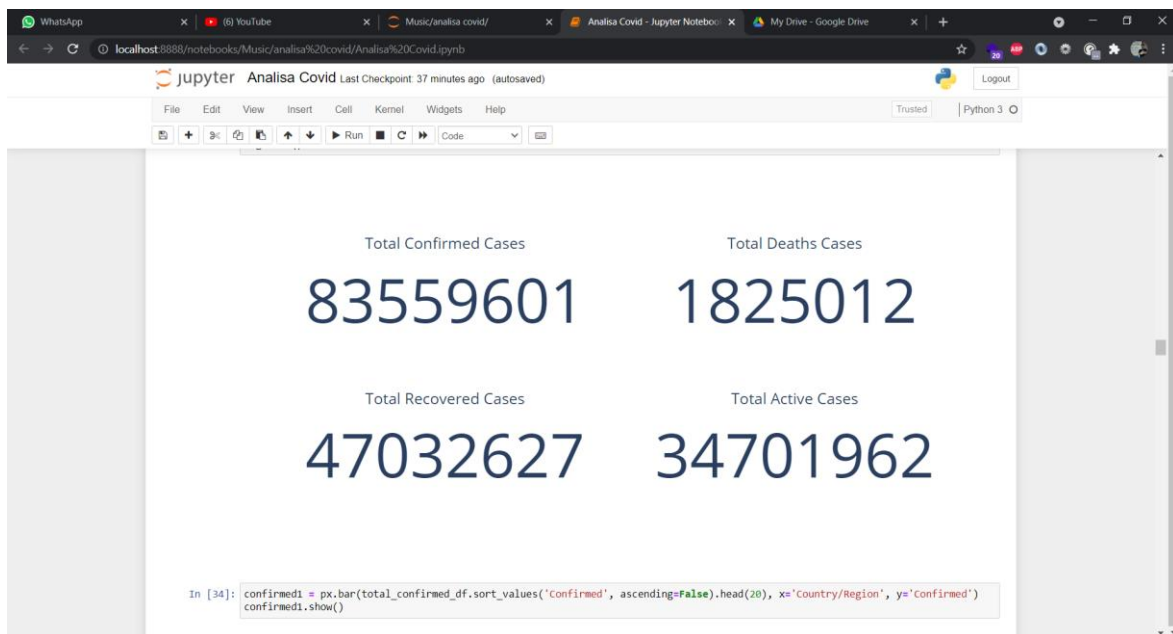 WhatsApp
(6) YouTube
Music/analisa covid/
Analisa Covid - Jupyter Noteboo
My Drive - Google Drive
localhost:8888/notebooks/Music/analisa%20covid/Analisa%20Covid.ipynb
20
ABP
jupyter Analisa Covid Last Checkpoint: 37 minutes ago (autosaved)
Logout
File Edit View Insert Cell Kernel Widgets Help
Trusted
Python 3
Run
Code
Total Confirmed Cases
Total Deaths Cases
83559601
1825012
Total Recovered Cases
Total Active Cases
47032627
34701962
In [34]: confirmed1 = px.bar(total_confirmed_df.sort_values('Confirmed', ascending=False).head(20), x='Country/Region', y='Confirmed')
confirmed1.show()